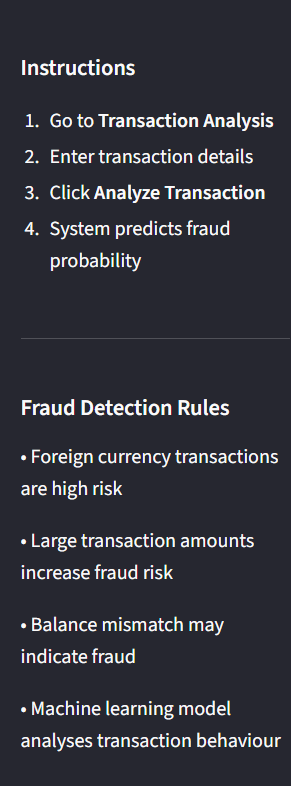 Instructions
1. Go to Transaction Analysis
2. Enter transaction details
3. Click Analyze Transaction
4. System predicts fraud
probability
Fraud Detection Rules
• Foreign currency transactions
are high risk
• Large transaction amounts
increase fraud risk
• Balance mismatch may
indicate fraud
• Machine learning model
analyses transaction behaviour